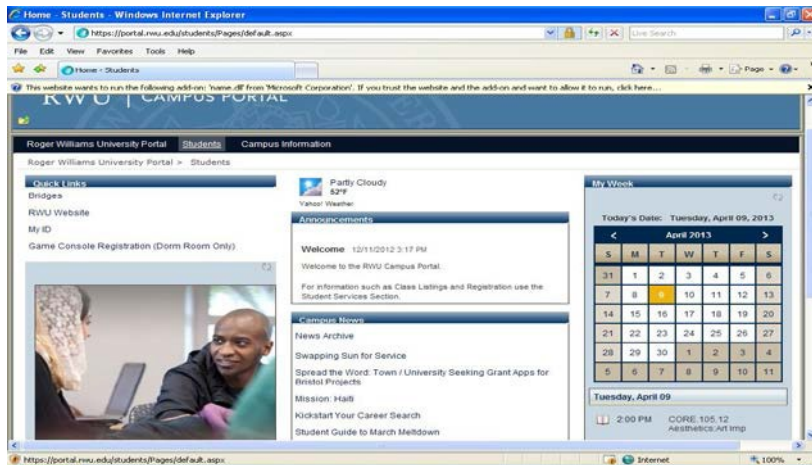 Home - Students - Windows Internet Explorer
https://portal.rwu.edu/students/Pages/default.aspx
Live Search
File Edit View Favorites Tools Help
Home - Students
Page
This website wants to run the following add-on: 'name.dll' from 'Microsoft Corporation'. If you trust the website and the add-on and want to allow it to run, click here...
RWU | CAMPUS PORTAL
Roger Williams University Portal Students Campus Information
Roger Williams University Portal > Students
Quick Links
Bridges
RWU Website
My ID
Game Console Registration (Dorm Room Only)
Partly Cloudy
52°F
Yahoo! Weather
Announcements
Welcome 12/11/2012 3:17 PM
Welcome to the RWU Campus Portal.
For information such as Class Listings and Registration use the
Student Services Section.
Campus News
News Archive
Swapping Sun for Service
Spread the Word: Town / University Seeking Grant Apps for
Bristol Projects
Mission: Haiti
Kickstart Your Career Search
Student Guide to March Meltdown
My Week
Today's Date: Tuesday, April 09, 2013
< April 2013 >
S M T W T F S
31 1 2 3 4 5 6
7 8 9 10 11 12 13
14 15 16 17 18 19 20
21 22 23 24 25 26 27
28 29 30 1 2 3 4
5 6 7 8 9 10 11
Tuesday, April 09
2:00 PM CORE.105.12
Aesthetics:Art Imp
https://portal.rwu.edu/students/Pages/default.aspx
Internet
100%